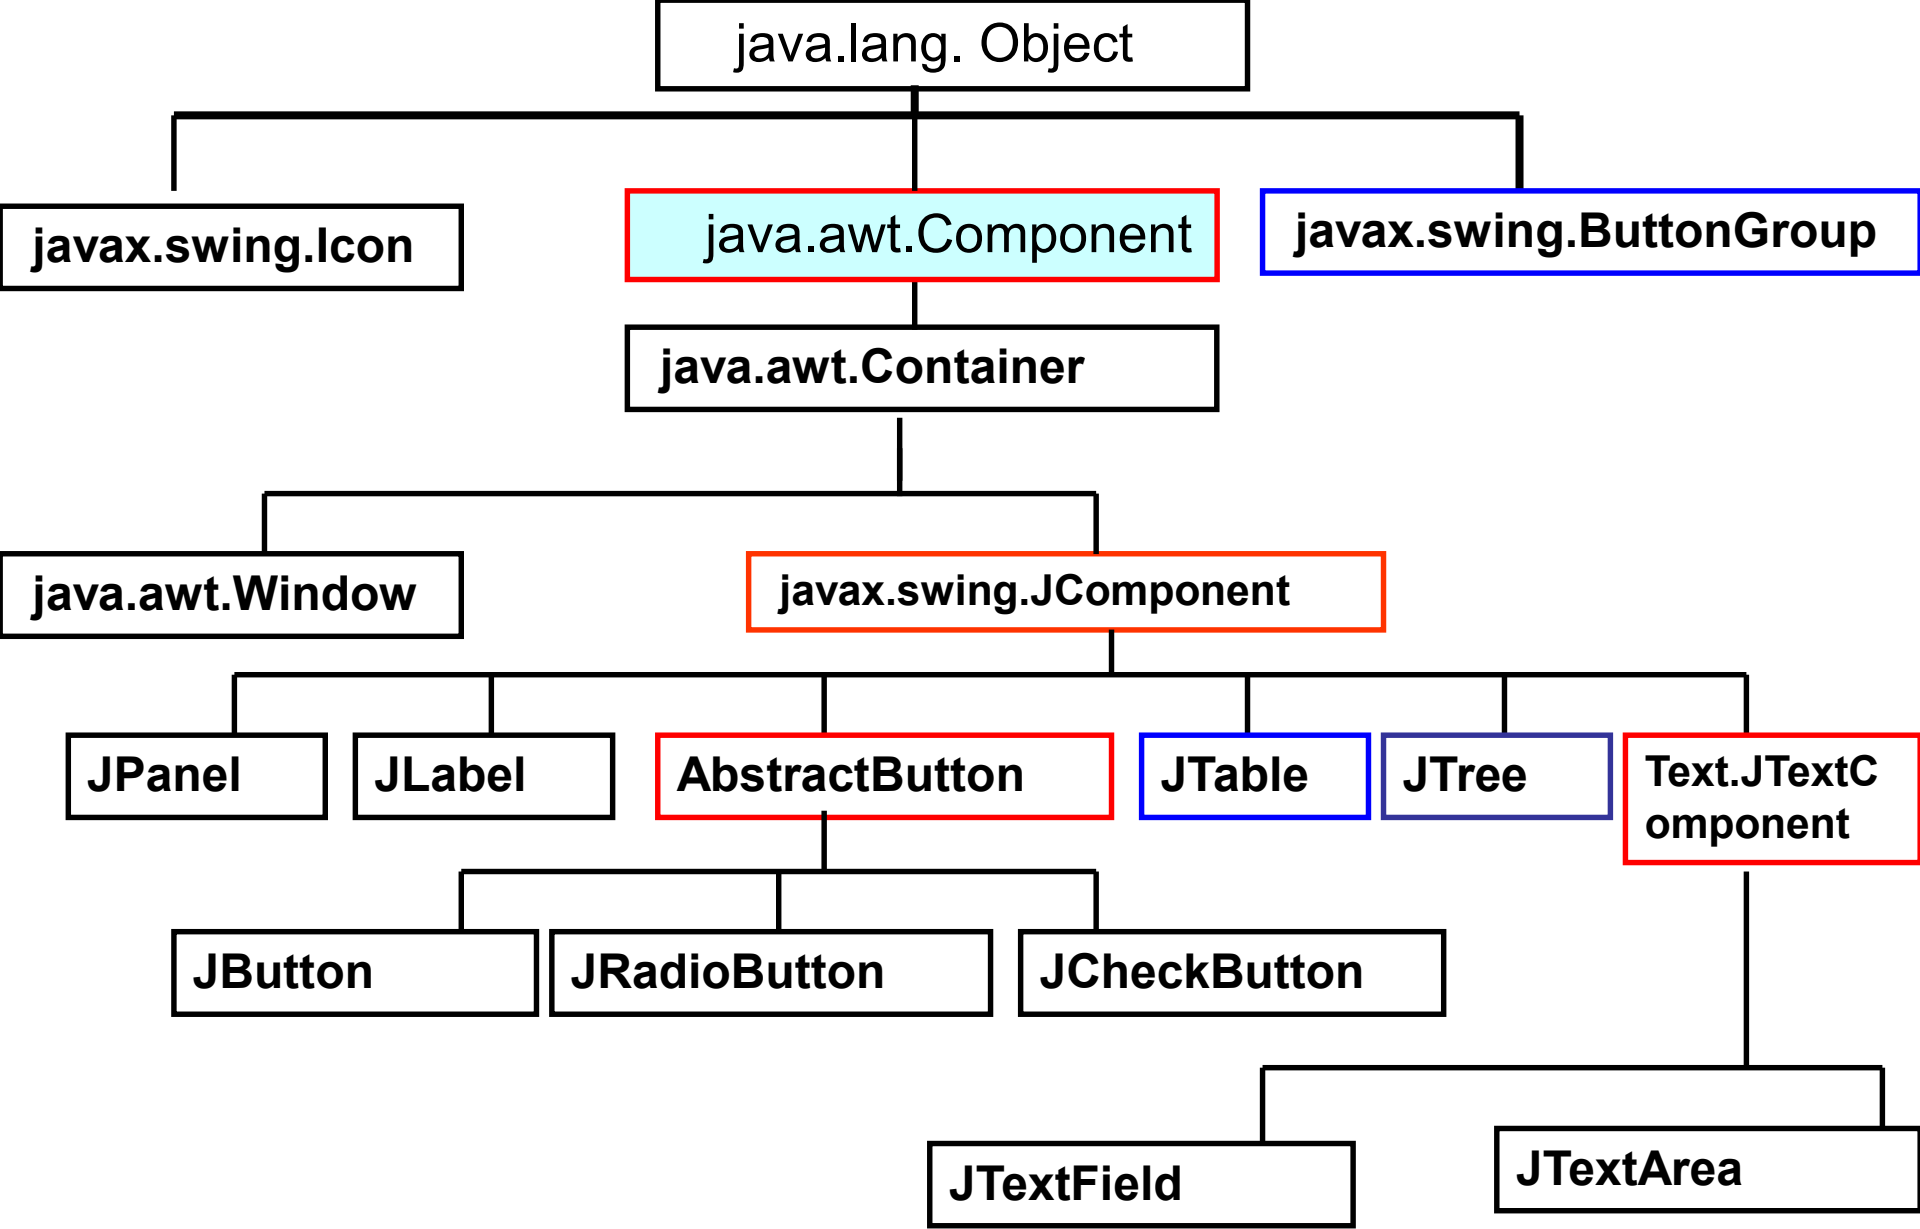 java.lang. Object
javax.swing.Icon
java.awt.Component
javax.swing.ButtonGroup
java.awt.Container
java.awt.Window
javax.swing.JComponent
JPanel
JLabel
AbstractButton
JTable
JTree
Text.JTextC
omponent
JButton
JRadioButton
JCheckButton
JTextField
JTextArea